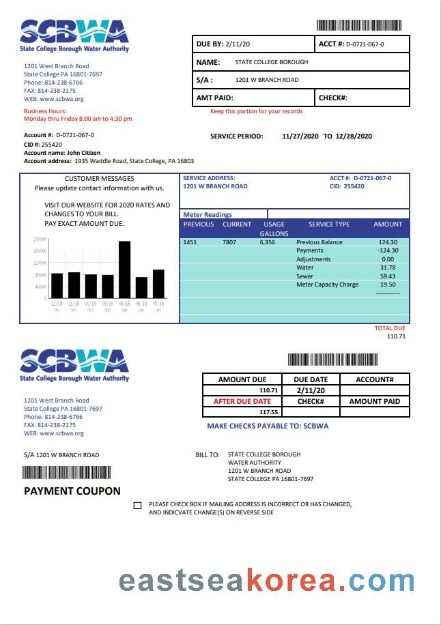 SCBWA
State College Borough Water Authority
1201 West Branch Road
State College PA 16801-7697
Phone: 814-238-6766
FAX: 814-238-2175
WEB: www.scbwa.org
Business Hours:
Monday thru Friday 8:00 am to 4:30 pm
DUE BY: 2/11/20 ACCT #: D-0721-067-0
NAME: STATE COLLEGE BOROUGH
S/A : 1201 W BRANCH ROAD
AMT PAID: CHECK#:
Keep this portion for your records
Account #: D-0721-067-0
CID #: 255420
Account name: John Citizen
Account address: 1935 Waddle Road, State College, PA 16803
SERVICE PERIOD: 11/27/2020 TO 12/28/2020
CUSTOMER MESSAGES
Please update contact information with us.
VISIT OUR WEBSITE FOR 2020 RATES AND
CHANGES TO YOUR BILL.
PAY EXACT AMOUNT DUE.
SERVICE ADDRESS: ACCT #: D-0721-067-0
1201 W BRANCH ROAD CID: 255420
Meter Readings
PREVIOUS CURRENT USAGE SERVICE TYPE AMOUNT
GALLONS
1451 7807 6,356 Previous Balance 124.30
Payments -124.30
Adjustments 0.00
Water 31.78
Sewer 59.43
Meter Capacity Charge 19.50
------------
TOTAL DUE
110.71
SCBWA
State College Borough Water Authority
1201 West Branch Road
State College PA 16801-7697
Phone: 814-238-6766
FAX: 814-238-2175
WEB: www.scbwa.org
AMOUNT DUE DUE DATE ACCOUNT#
110.71 2/11/20
AFTER DUE DATE CHECK# AMOUNT PAID
117.55
MAKE CHECKS PAYABLE TO: SCBWA
S/A 1201 W BRANCH ROAD
BILL TO: STATE COLLEGE BOROUGH
WATER AUTHORITY
1201 W BRANCH ROAD
STATE COLLEGE PA 16801-7697
PAYMENT COUPON
PLEASE CHECK BOX IF MAILING ADDRESS IS INCORRECT OR HAS CHANGED,
AND INDICVATE CHANGE(S) ON REVERSE SIDE
eastseakorea.com